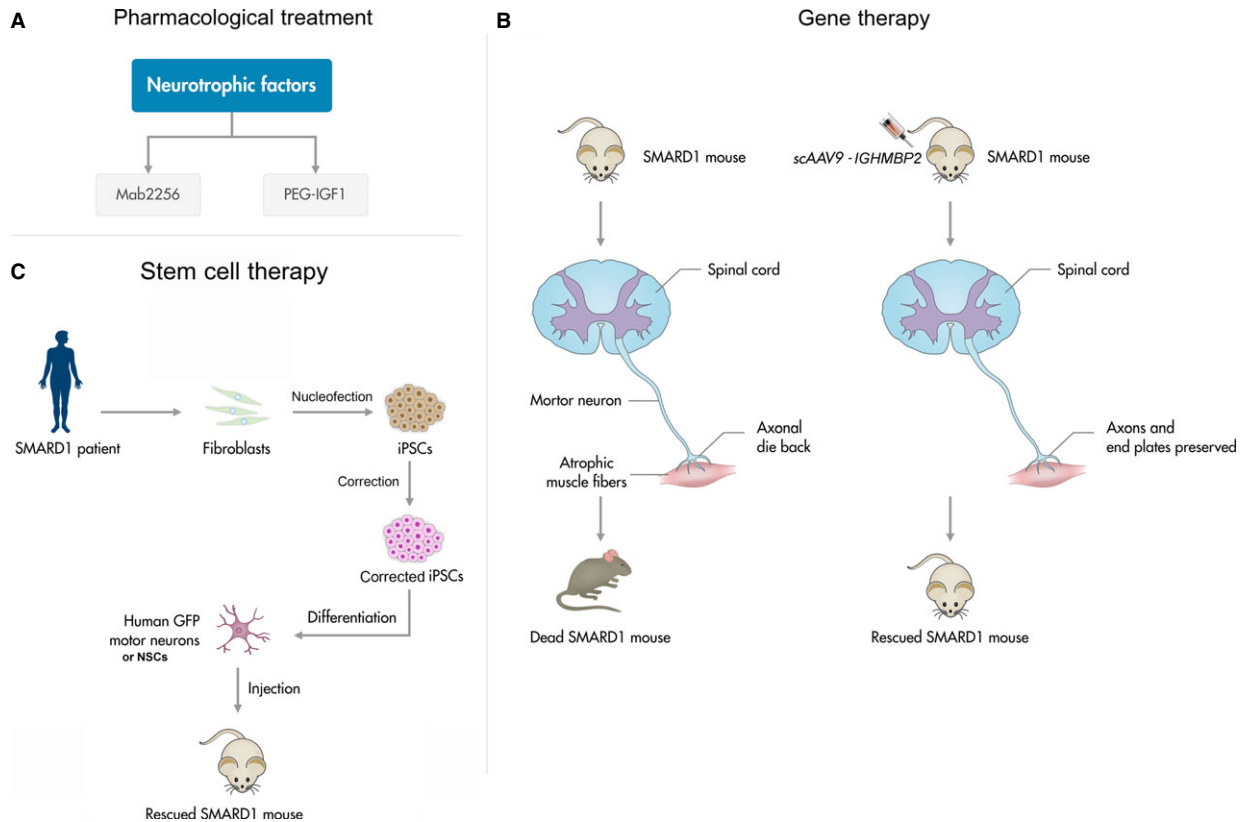 A
Pharmacological treatment
Neurotrophic factors
Mab2256
PEG-IGF1
B
Gene therapy
SMARD1 mouse
scAAV9 - IGHMBP2
SMARD1 mouse
Spinal cord
Spinal cord
Mortor neuron
Axonal
die back
Atrophic
muscle fibers
Axons and
end plates preserved
Dead SMARD1 mouse
Rescued SMARD1 mouse
C
Stem cell therapy
SMARD1 patient
Fibroblasts
Nucleofection
iPSCs
Correction
Corrected iPSCs
Differentiation
Human GFP
motor neurons
or NSCs
Injection
Rescued SMARD1 mouse